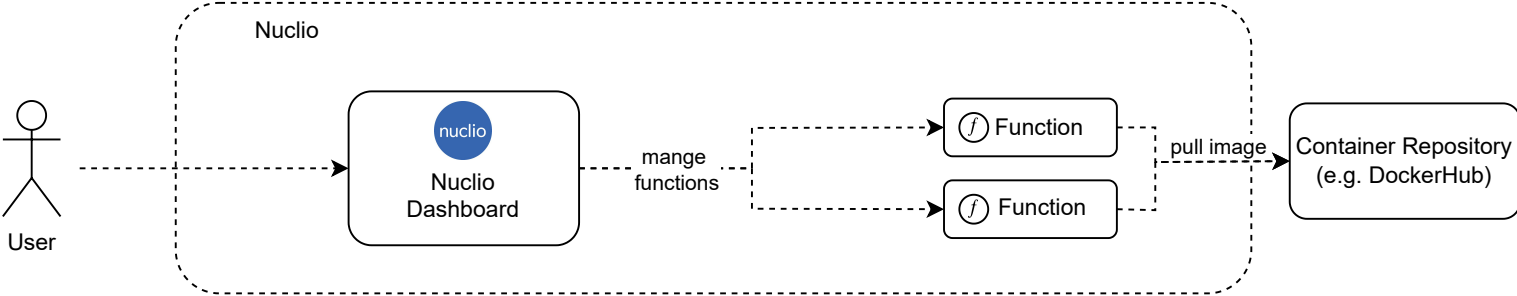 Nuclio
nuclio
Nuclio
Dashboard
mange
functions
f Function
f Function
pull image
Container Repository
(e.g. DockerHub)
User